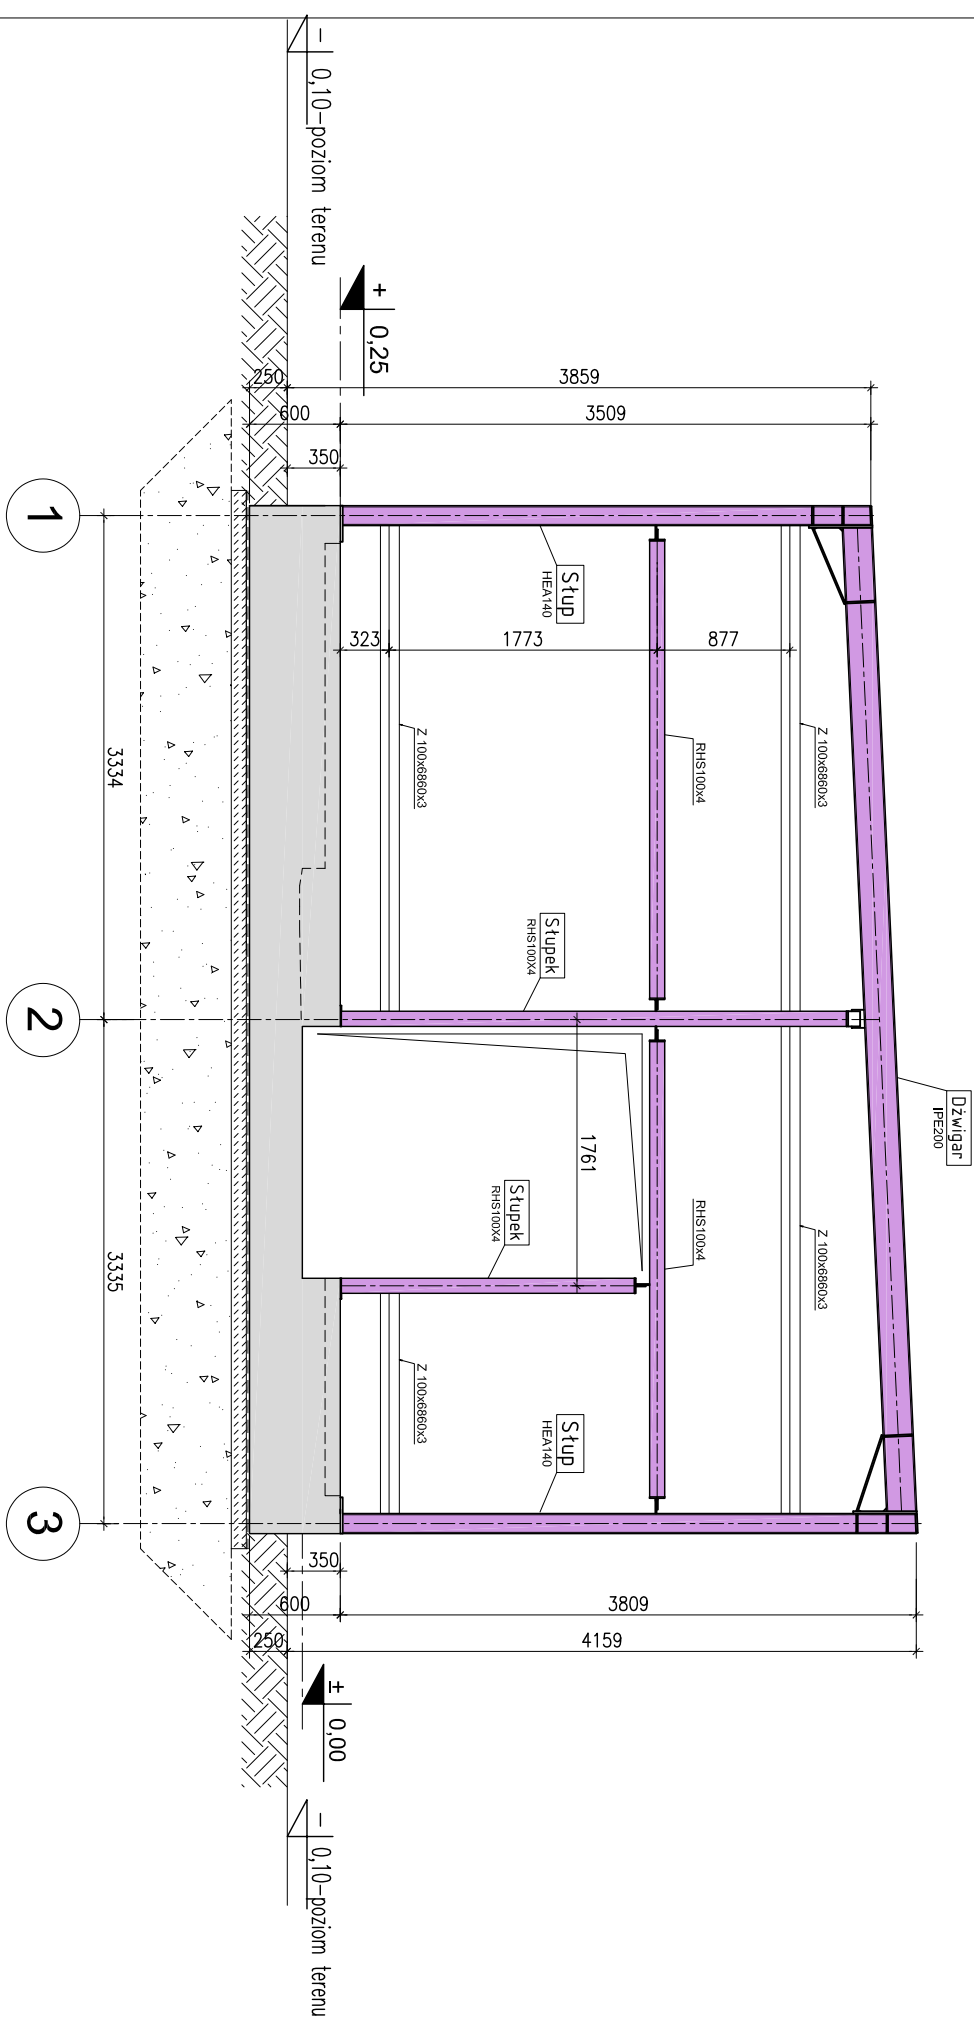 - 0,10-poziom terenu
+ 0,25
250
3859
600
3509
350
1
Słup
HEA140
323
1773
877
Z 100x6860x3
RHS100x4
Z 100x6860x3
3334
Słupek
RHS100X4
2
Dźwigar
IPE200
1761
Słupek
RHS100X4
RHS100x4
Z 100x6860x3
3335
Z 100x6860x3
Słup
HEA140
3
350
600
3809
250
4159
± 0,00
- 0,10-poziom terenu